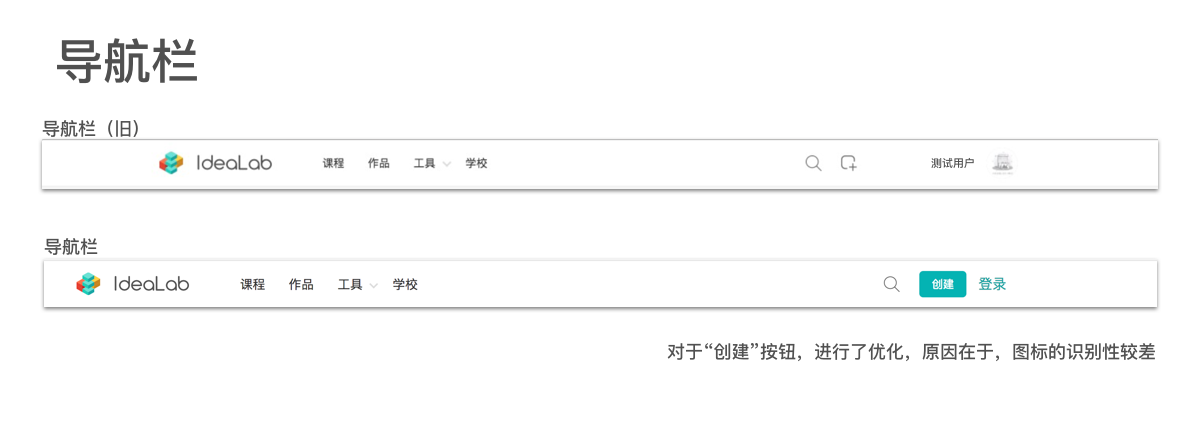 导航栏
导航栏（旧）
IdeaLab 课程 作品 工具 学校 测试用户
导航栏
IdeaLab 课程 作品 工具 学校 创建 登录
对于“创建”按钮，进行了优化，原因在于，图标的识别性较差